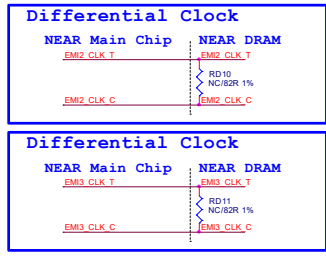 Differential Clock
NEAR Main Chip NEAR DRAM
EMI2_CLK_T EMI2_CLK_T
RD10
NC/82R 1%
EMI2_CLK_C EMI2_CLK_C
Differential Clock
NEAR Main Chip NEAR DRAM
EMI3_CLK_T EMI3_CLK_T
RD11
NC/82R 1%
EMI3_CLK_C EMI3_CLK_C